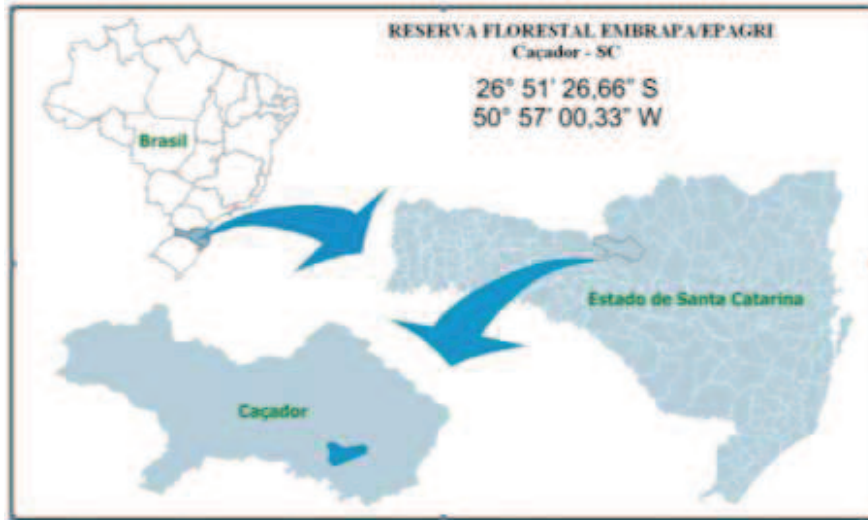 RESERVA FLORESTAL EMBRAPA/EPAGRI
Caçador - SC
26° 51' 26,66" S
50° 57' 00,33" W
Brasil
Estado de Santa Catarina
Caçador